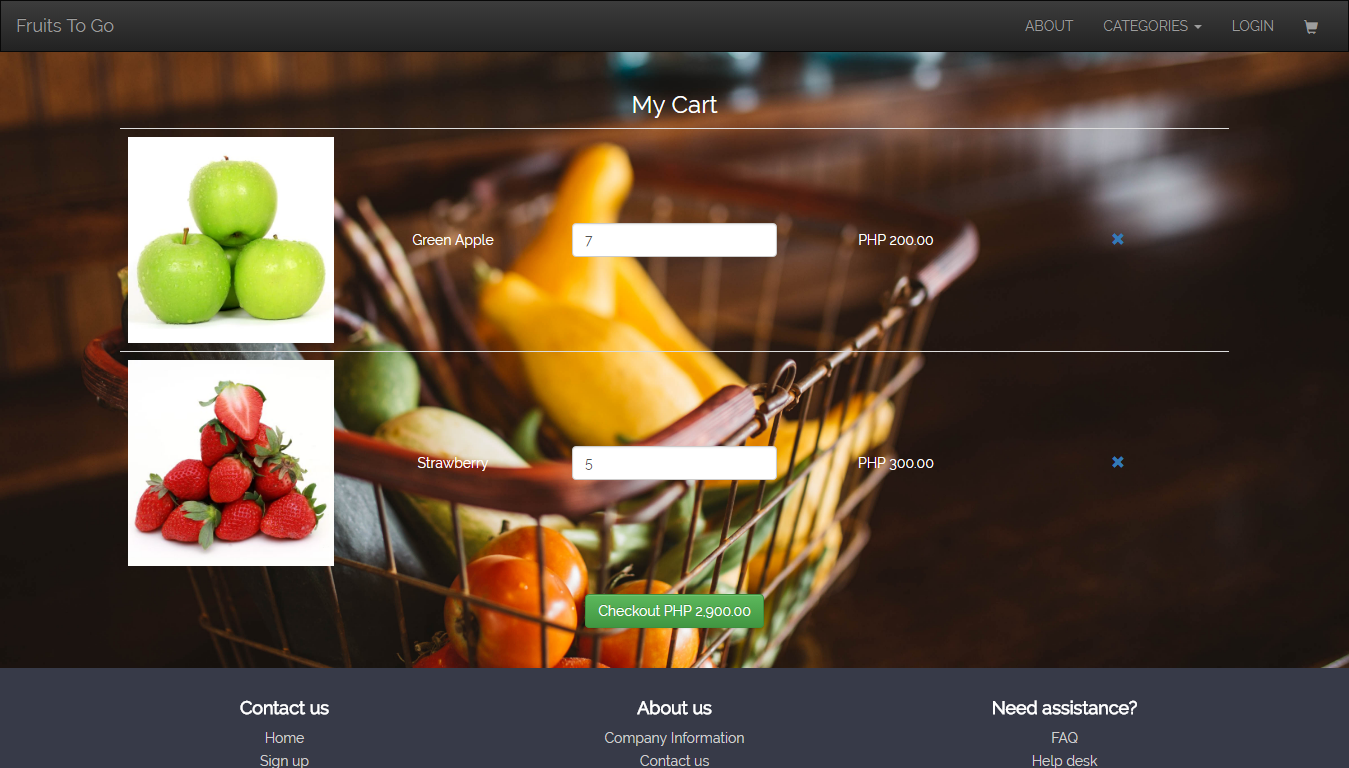 Fruits To Go ABOUT CATEGORIES LOGIN
My Cart
Green Apple 7 PHP 200.00
Strawberry 5 PHP 300.00
Checkout PHP 2,900.00
Contact us About us Need assistance?
Home Company Information FAQ
Sign up Contact us Help desk